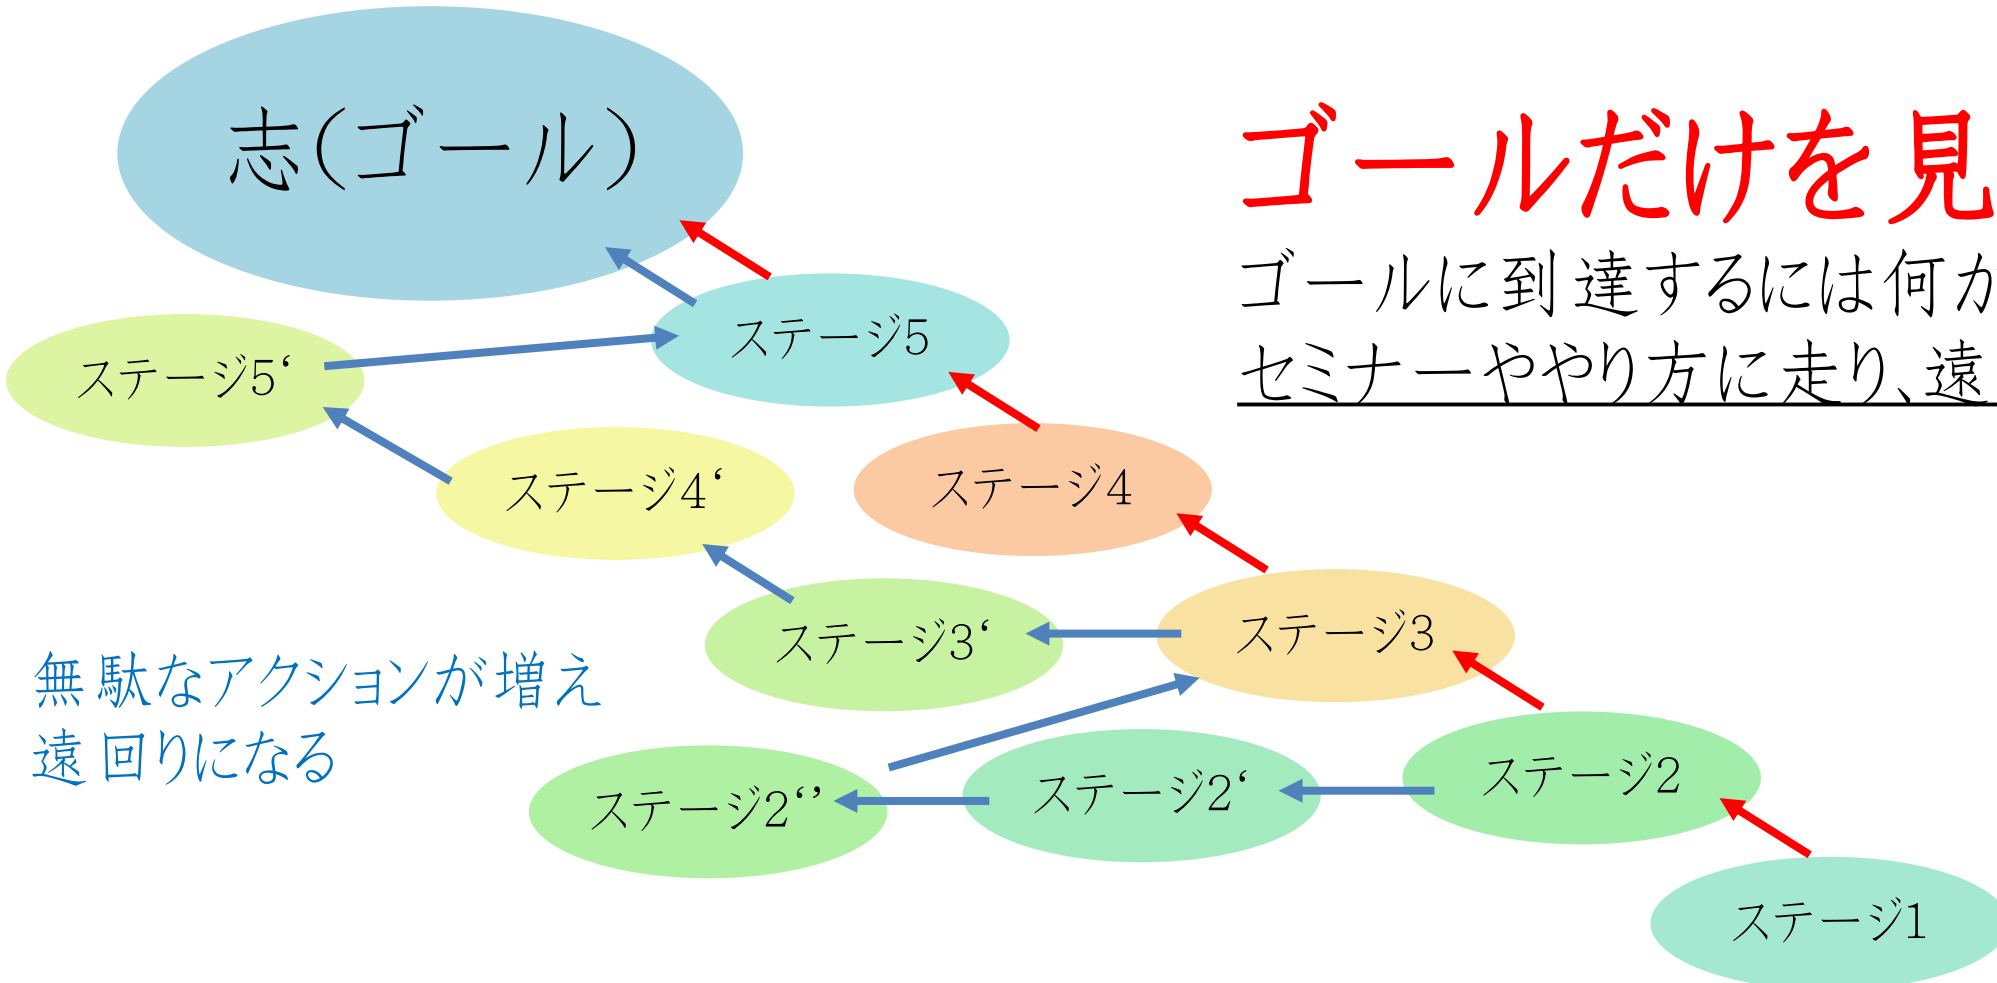 志(ゴール)
ゴールだけを見
ゴールに到達するには何か
セミナーややり方に走り、遠
ステージ5
ステージ5‘
ステージ4‘
ステージ4
ステージ3‘
ステージ3
無駄なアクションが増え
遠回りになる
ステージ2‘’
ステージ2‘
ステージ2
ステージ1